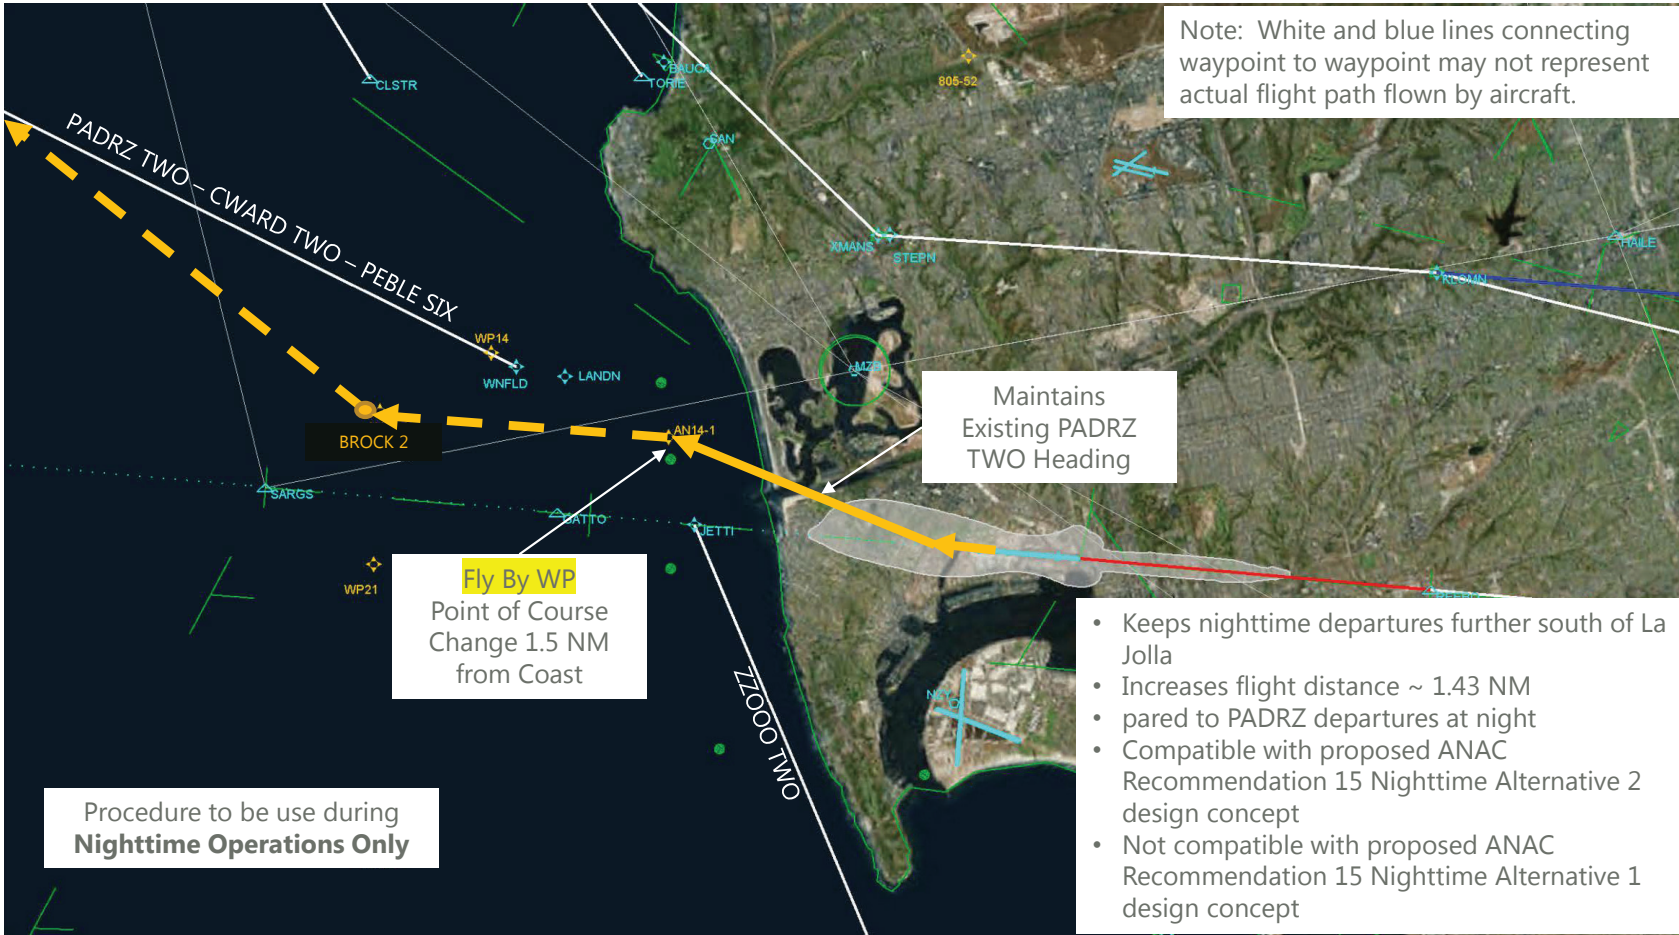 Note: White and blue lines connecting
waypoint to waypoint may not represent
actual flight path flown by aircraft.
BAUCA
TORIE
CLSTR
805-52
PADRZ TWO – CWARD TWO – PEBLE SIX
SAN
XMANS
STEPN
HAILE
KLOMN
WP14
WNFLD
LANDN
MZB
Maintains
Existing PADRZ
TWO Heading
AN14-1
BROCK 2
SARGS
GATTO
JETTI
WP21
Fly By WP
Point of Course
Change 1.5 NM
from Coast
ZZOOO TWO
NZY
• Keeps nighttime departures further south of La
Jolla
• Increases flight distance ~ 1.43 NM
• pared to PADRZ departures at night
• Compatible with proposed ANAC
Recommendation 15 Nighttime Alternative 2
design concept
• Not compatible with proposed ANAC
Recommendation 15 Nighttime Alternative 1
design concept
Procedure to be use during
Nighttime Operations Only